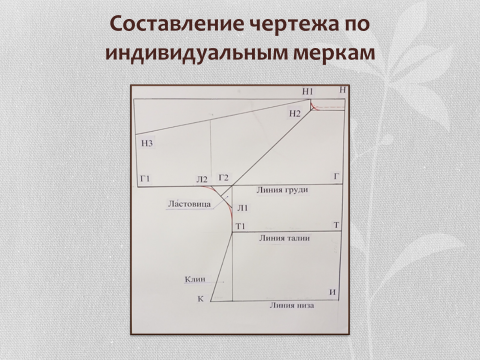 Составление чертежа по
индивидуальным меркам
Н1 Н
Н2
Н3
Г1 Л2 Г2 Г
Линия груди
Ластовица Л1
Т1 Т
Линия талии
Клин
К И
Линия низа